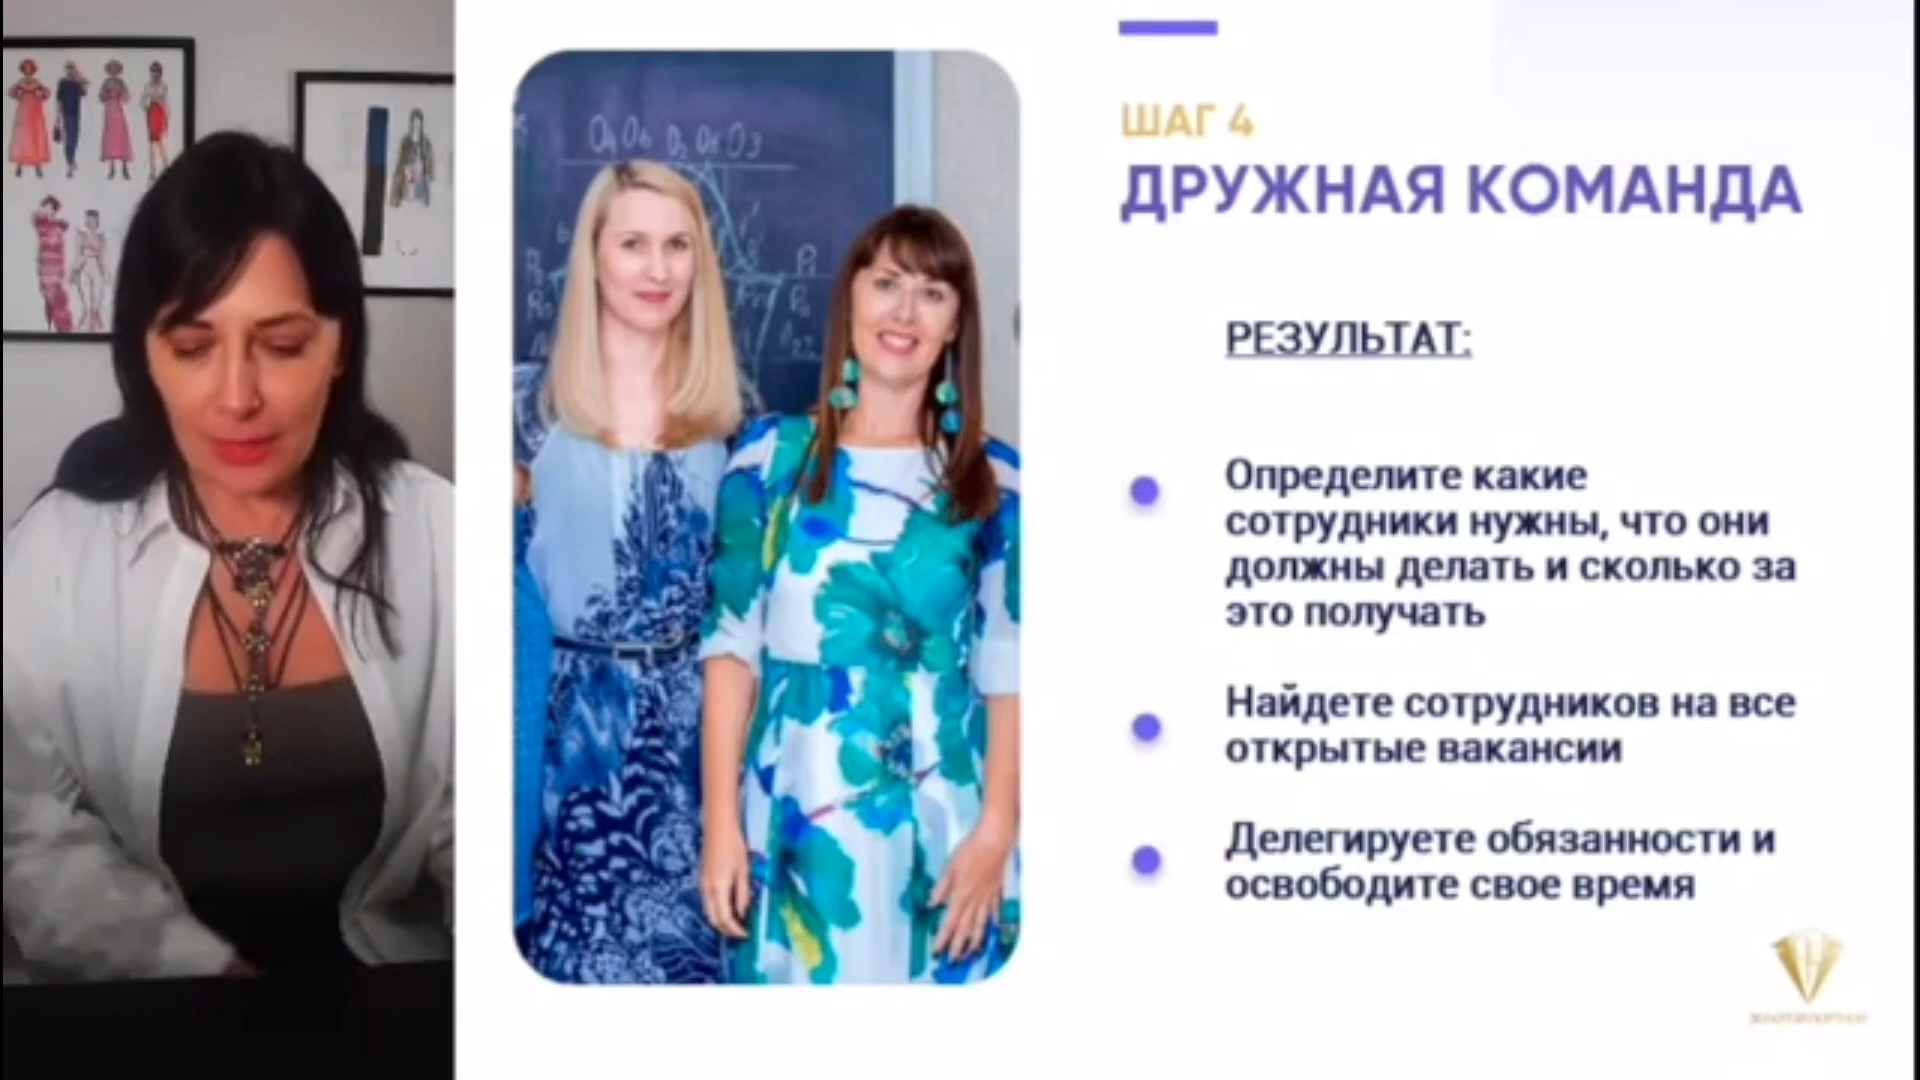 ШАГ 4
ДРУЖНАЯ КОМАНДА
РЕЗУЛЬТАТ:
Определите какие
сотрудники нужны, что они
должны делать и сколько за
это получать
Найдете сотрудников на все
открытые вакансии
Делегируете обязанности и
освободите свое время